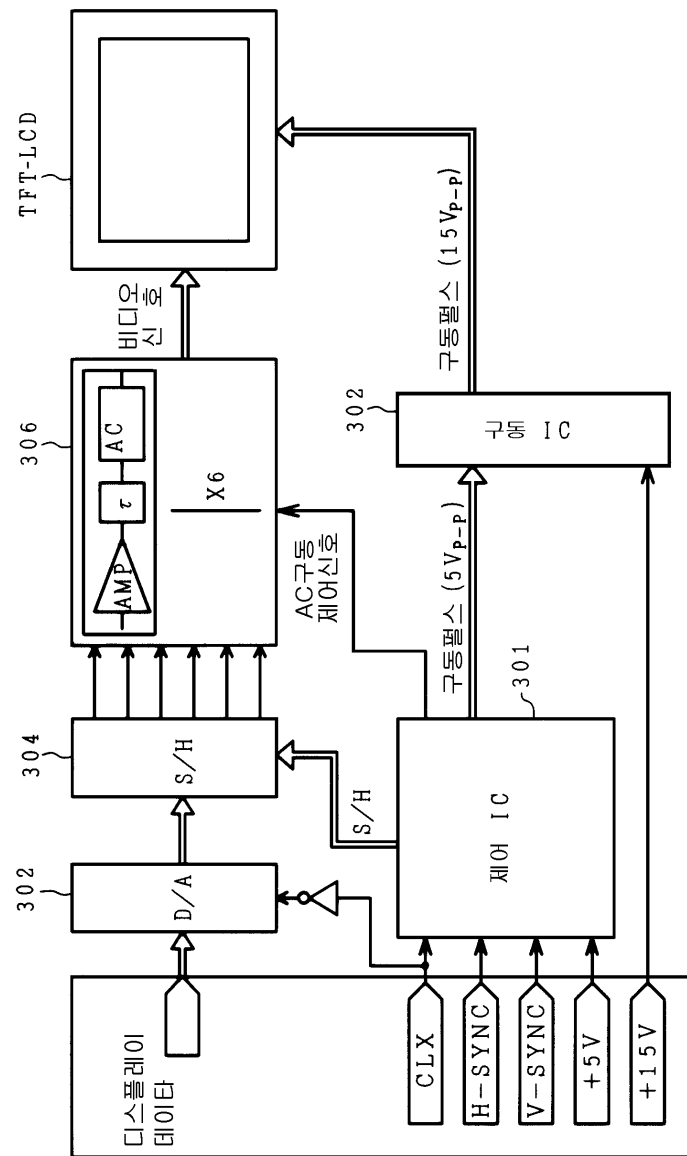 디스플레이
데이타
CLX
H-SYNC
V-SYNC
+5V
+15V
302
D/A
304
S/H
S/H
제어 IC
301
306
AMP
τ
AC
X6
AC구동
제어신호
구동펄스 (5VP-P)
302
구동 IC
구동펄스 (15VP-P)
비디오
신호
TFT-LCD